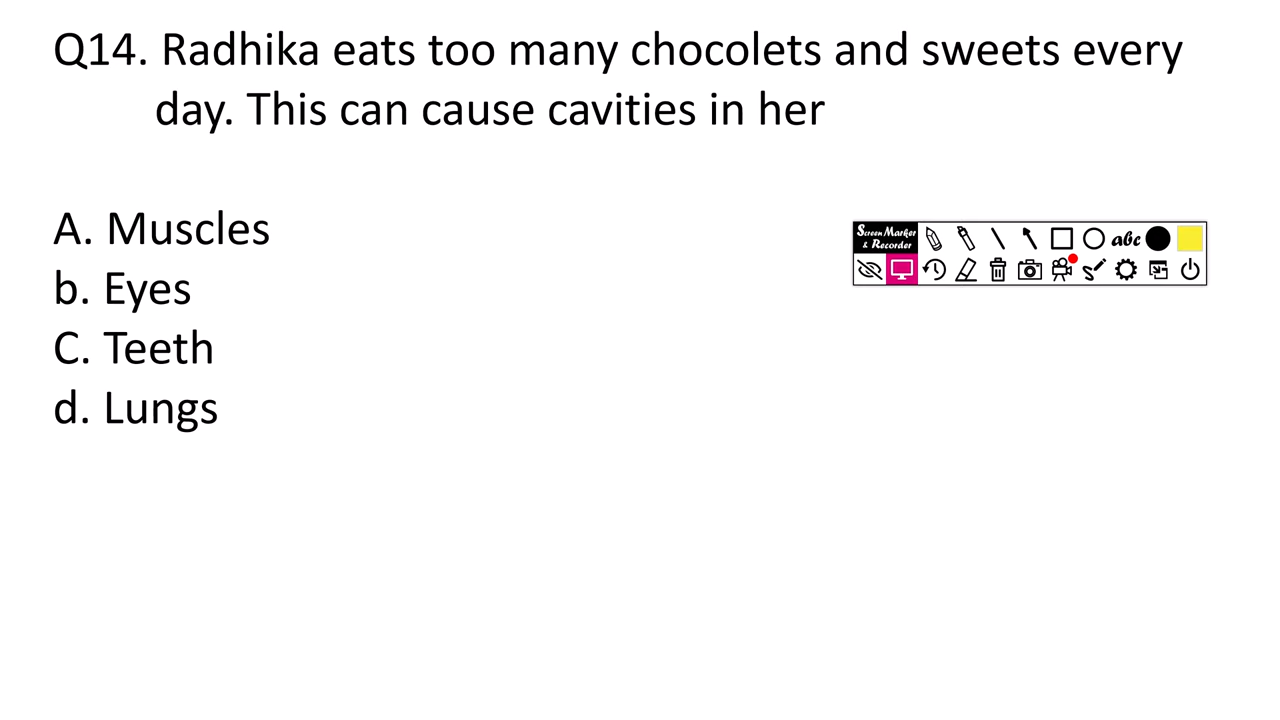 Q14. Radhika eats too many chocolets and sweets every
day. This can cause cavities in her
A. Muscles
b. Eyes
C. Teeth
d. Lungs
Screen Marker
& Recorder
abc